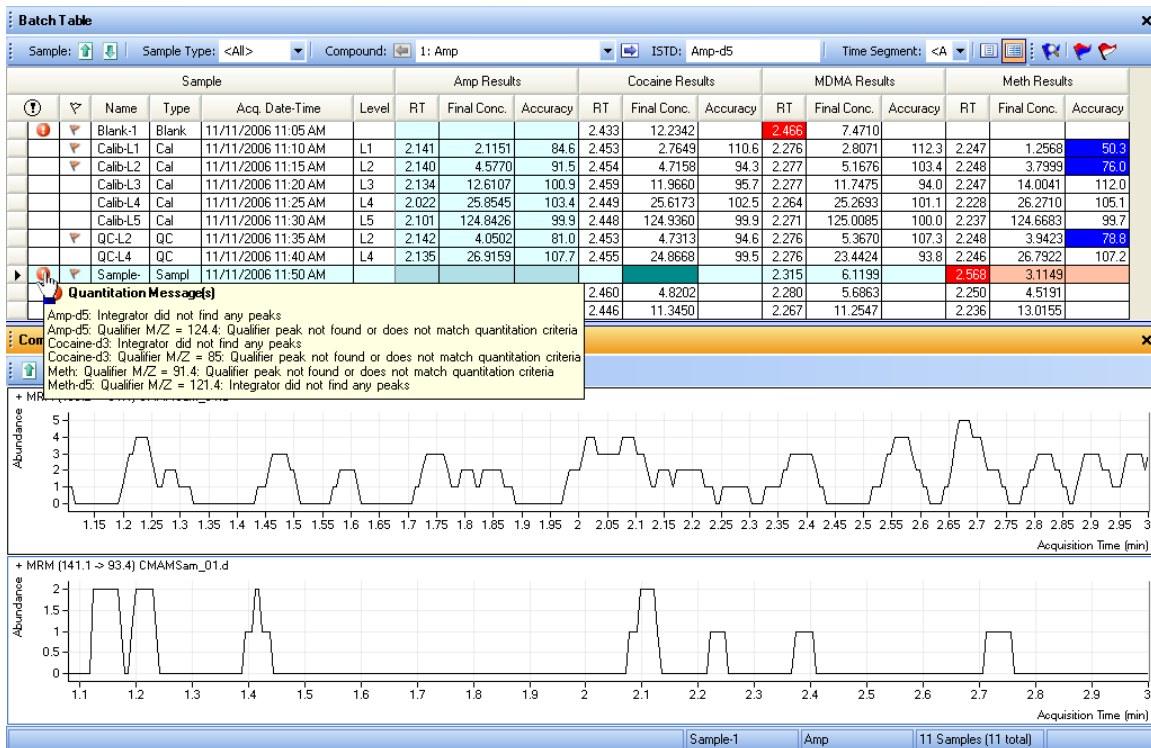 Batch Table
Sample: Sample Type: <All> Compound: 1: Amp ISTD: Amp-d5 Time Segment: <A
Sample Amp Results Cocaine Results MDMA Results Meth Results
Name Type Acq. Date-Time Level RT Final Conc. Accuracy RT Final Conc. Accuracy RT Final Conc. Accuracy RT Final Conc. Accuracy
Blank-1 Blank 11/11/2006 11:05 AM 2.433 12.2342 2.466 7.4710
Calib-L1 Cal 11/11/2006 11:10 AM L1 2.141 2.1151 84.6 2.453 2.7649 110.6 2.276 2.8071 112.3 2.247 1.2568 50.3
Calib-L2 Cal 11/11/2006 11:15 AM L2 2.140 4.5770 91.5 2.454 4.7158 94.3 2.277 5.1676 103.4 2.248 3.7999 76.0
Calib-L3 Cal 11/11/2006 11:20 AM L3 2.134 12.6107 100.9 2.459 11.9660 95.7 2.277 11.7475 94.0 2.247 14.0041 112.0
Calib-L4 Cal 11/11/2006 11:25 AM L4 2.022 25.8545 103.4 2.449 25.6173 102.5 2.264 25.2693 101.1 2.228 26.2710 105.1
Calib-L5 Cal 11/11/2006 11:30 AM L5 2.101 124.8426 99.9 2.448 124.9360 99.9 2.271 125.0085 100.0 2.237 124.6683 99.7
QC-L2 QC 11/11/2006 11:35 AM L2 2.142 4.0502 81.0 2.453 4.7313 94.6 2.276 5.3670 107.3 2.248 3.9423 78.8
QC-L4 QC 11/11/2006 11:40 AM L4 2.135 26.9159 107.7 2.455 24.8668 99.5 2.276 23.4424 93.8 2.246 26.7922 107.2
Sample- Sampl 11/11/2006 11:50 AM 2.315 6.1199 2.568 3.1149
2.460 4.8202 2.280 5.6863 2.250 4.5191
2.446 11.3450 2.267 11.2547 2.236 13.0155
Quantitation Message(s)
Amp-d5: Integrator did not find any peaks
Amp-d5: Qualifier M/Z = 124.4: Qualifier peak not found or does not match quantitation criteria
Cocaine-d3: Integrator did not find any peaks
Cocaine-d3: Qualifier M/Z = 85: Qualifier peak not found or does not match quantitation criteria
Meth: Qualifier M/Z = 91.4: Qualifier peak not found or does not match quantitation criteria
Meth-d5: Qualifier M/Z = 121.4: Integrator did not find any peaks
Com
Abundance
5
4
3
2
1
0
1.15 1.2 1.25 1.3 1.35 1.4 1.45 1.5 1.55 1.6 1.65 1.7 1.75 1.8 1.85 1.9 1.95 2 2.05 2.1 2.15 2.2 2.25 2.3 2.35 2.4 2.45 2.5 2.55 2.6 2.65 2.7 2.75 2.8 2.85 2.9 2.95 3
Acquisition Time (min)
+ MRM (141.1 -> 93.4) CMAMSam_01.d
Abundance
2
1.5
1
0.5
0
1.1 1.2 1.3 1.4 1.5 1.6 1.7 1.8 1.9 2 2.1 2.2 2.3 2.4 2.5 2.6 2.7 2.8 2.9 3
Acquisition Time (min)
Sample-1 Amp 11 Samples (11 total)